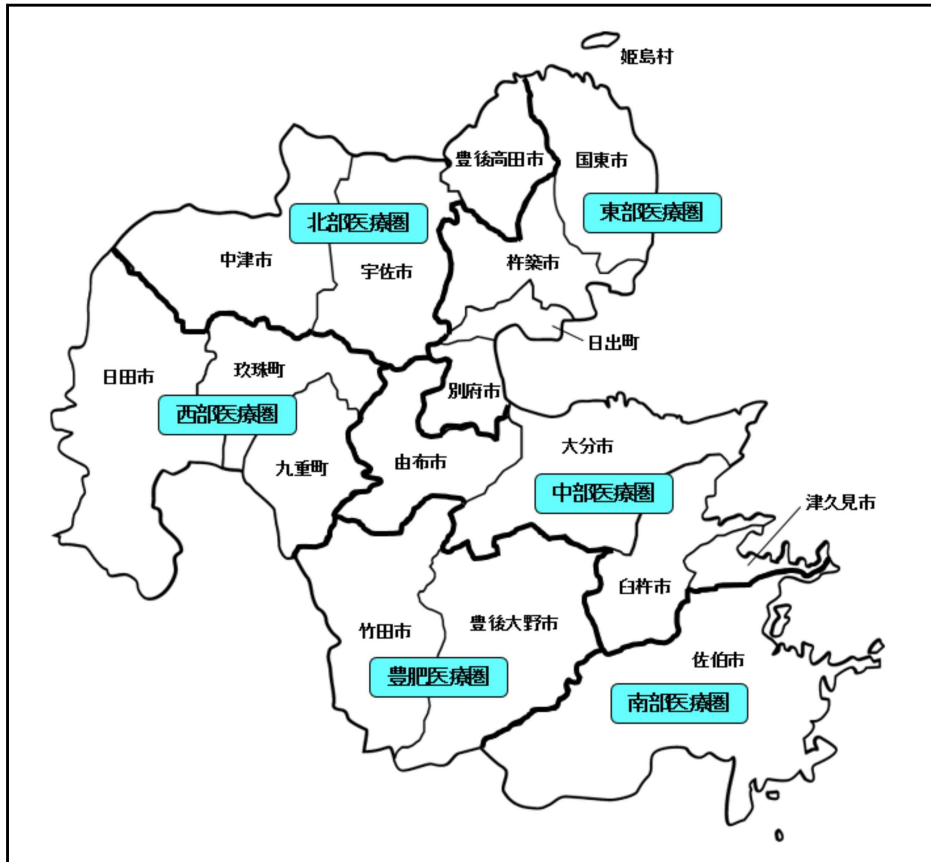 姫島村
豊後高田市
国東市
北部医療圏
東部医療圏
中津市
宇佐市
杵築市
日出町
日田市
玖珠町
別府市
西部医療圏
九重町
由布市
大分市
中部医療圏
津久見市
臼杵市
竹田市
豊後大野市
豊肥医療圏
佐伯市
南部医療圏